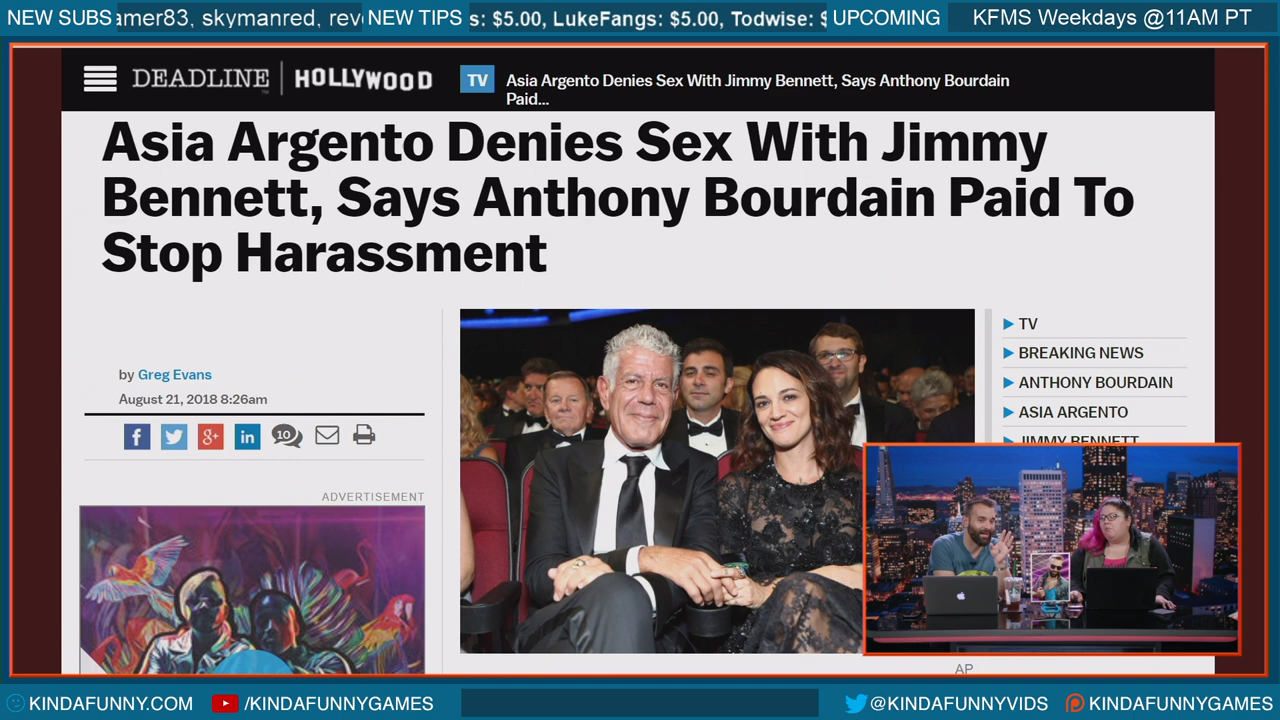 NEW SUBS amer83, skymanred, rev NEW TIPS s: $5.00, LukeFangs: $5.00, Todwise: $ UPCOMING KFMS Weekdays @11AM PT
DEADLINE HOLLYWOOD TV Asia Argento Denies Sex With Jimmy Bennett, Says Anthony Bourdain
Paid...
Asia Argento Denies Sex With Jimmy
Bennett, Says Anthony Bourdain Paid To
Stop Harassment
by Greg Evans
August 21, 2018 8:26am
f g+ in 10
ADVERTISEMENT
TV
BREAKING NEWS
ANTHONY BOURDAIN
ASIA ARGENTO
JIMMY BENNETT
AP
KINDAFUNNY.COM /KINDAFUNNYGAMES @KINDAFUNNYVIDS KINDAFUNNYGAMES